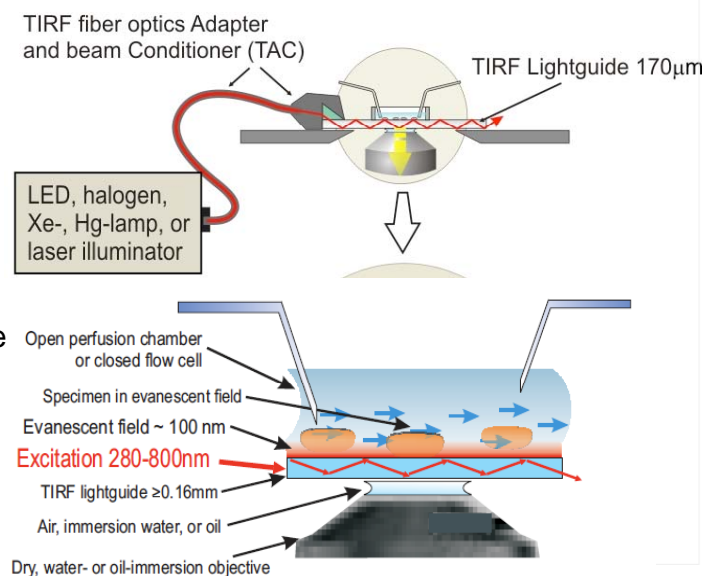 TIRF fiber optics Adapter
and beam Conditioner (TAC)
TIRF Lightguide 170μm
LED, halogen,
Xe-, Hg-lamp, or
laser illuminator
e
Open perfusion chamber
or closed flow cell
Specimen in evanescent field
Evanescent field ~ 100 nm
Excitation 280-800nm
TIRF lightguide ≥0.16mm
Air, immersion water, or oil
Dry, water- or oil-immersion objective